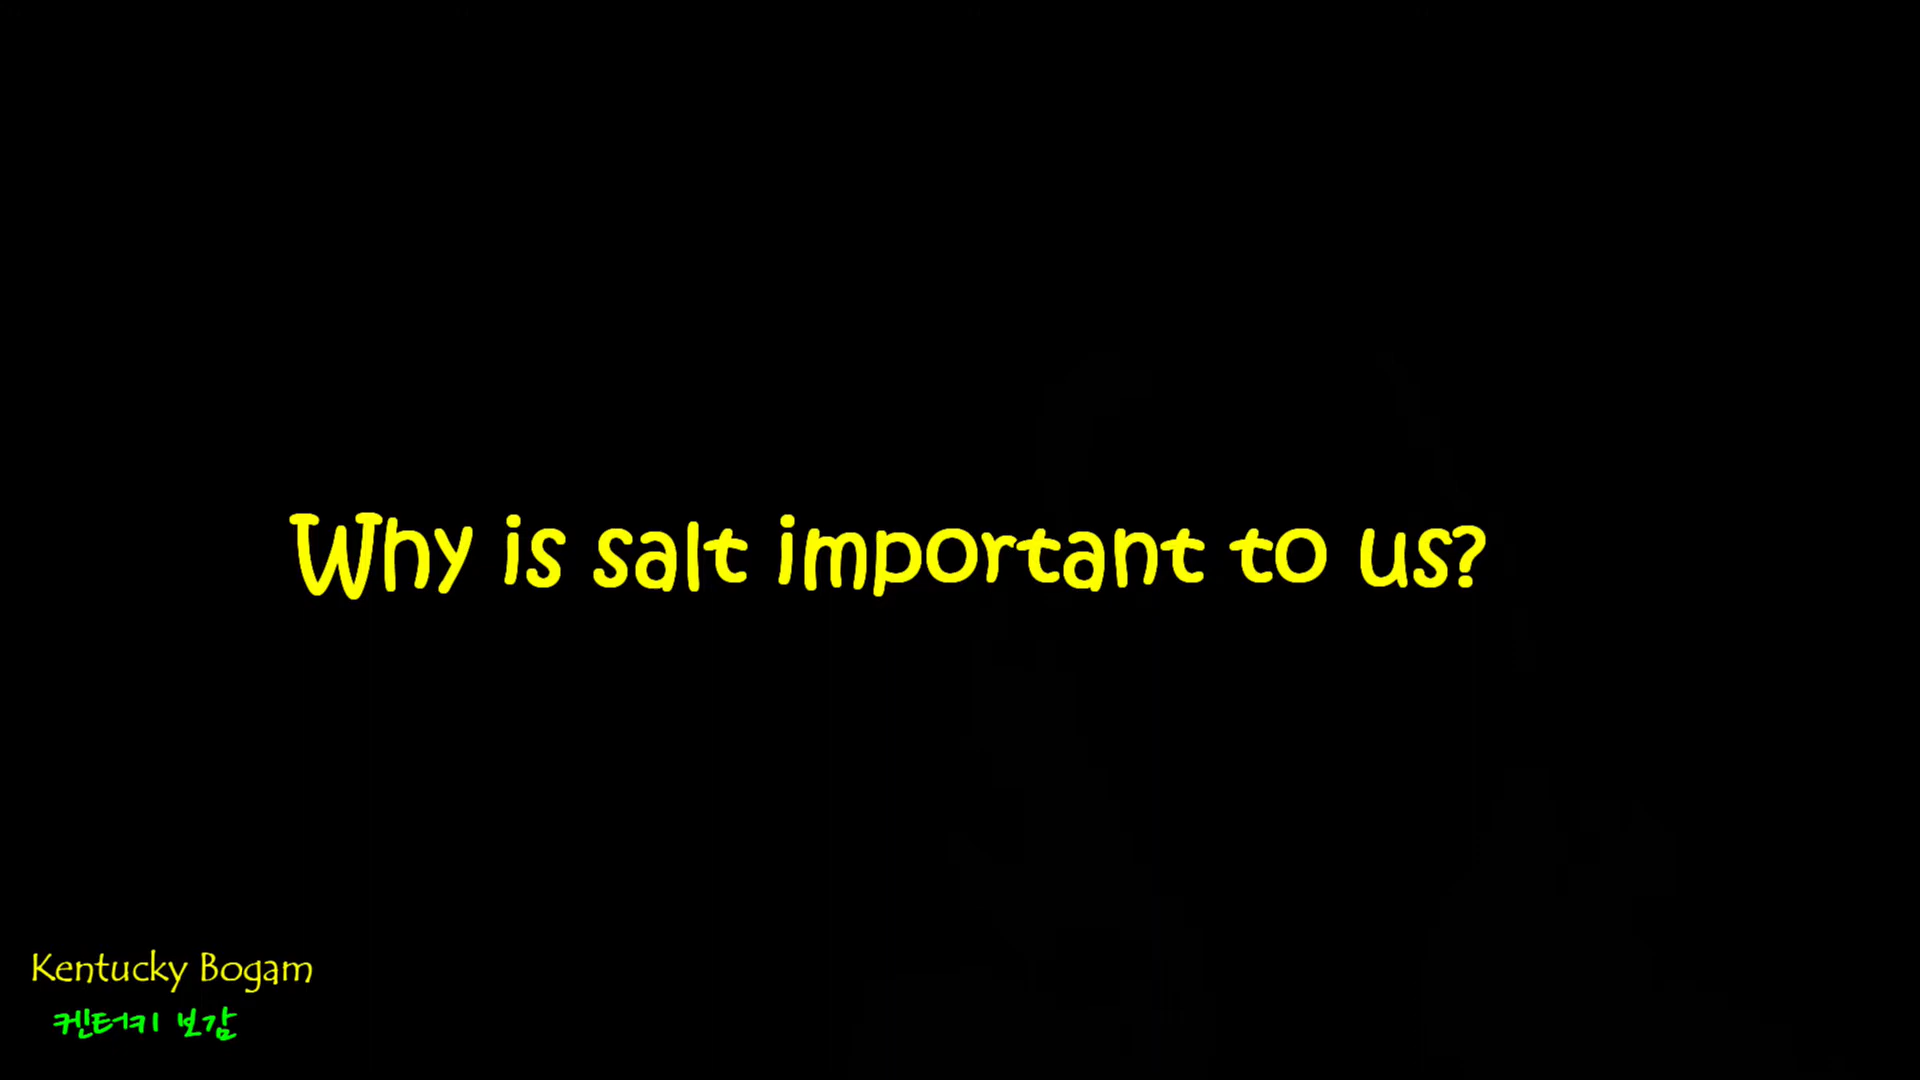 Why is salt important to us?
Kentucky Bogam
켄터키 보감